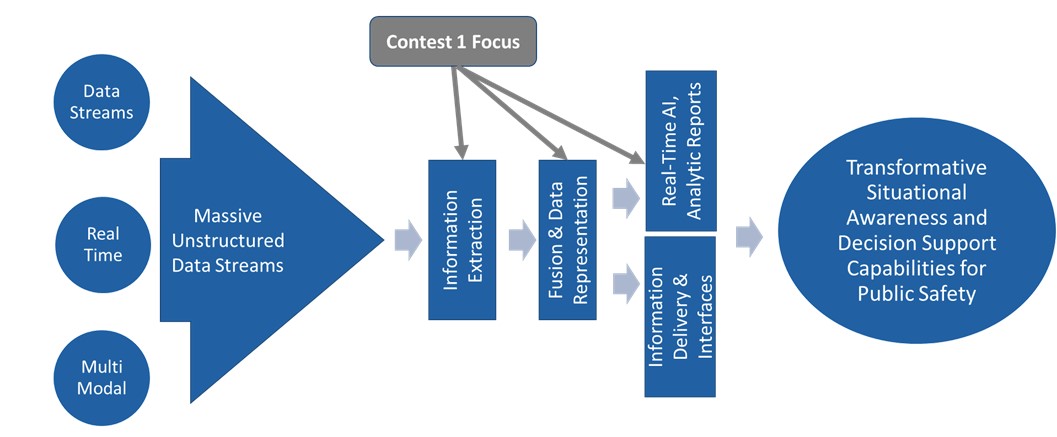 Contest 1 Focus
Data
Streams
Real
Time
Multi
Modal
Massive
Unstructured
Data Streams
Information
Extraction
Fusion & Data
Representation
Real-Time AI,
Analytic Reports
Information
Delivery &
Interfaces
Transformative
Situational
Awareness and
Decision Support
Capabilities for
Public Safety